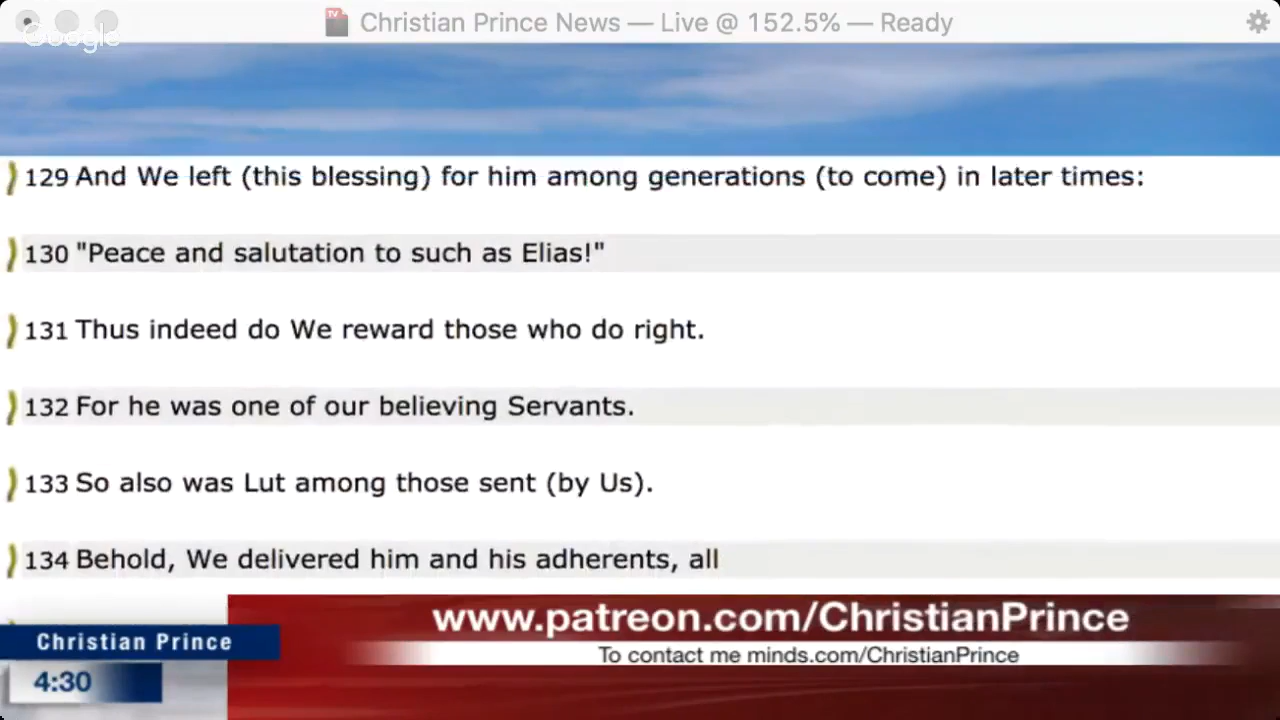 Christian Prince News — Live @ 152.5% — Ready
Google
129 And We left (this blessing) for him among generations (to come) in later times:
130 "Peace and salutation to such as Elias!"
131 Thus indeed do We reward those who do right.
132 For he was one of our believing Servants.
133 So also was Lut among those sent (by Us).
134 Behold, We delivered him and his adherents, all
www.patreon.com/ChristianPrince
Christian Prince
To contact me minds.com/ChristianPrince
4:30